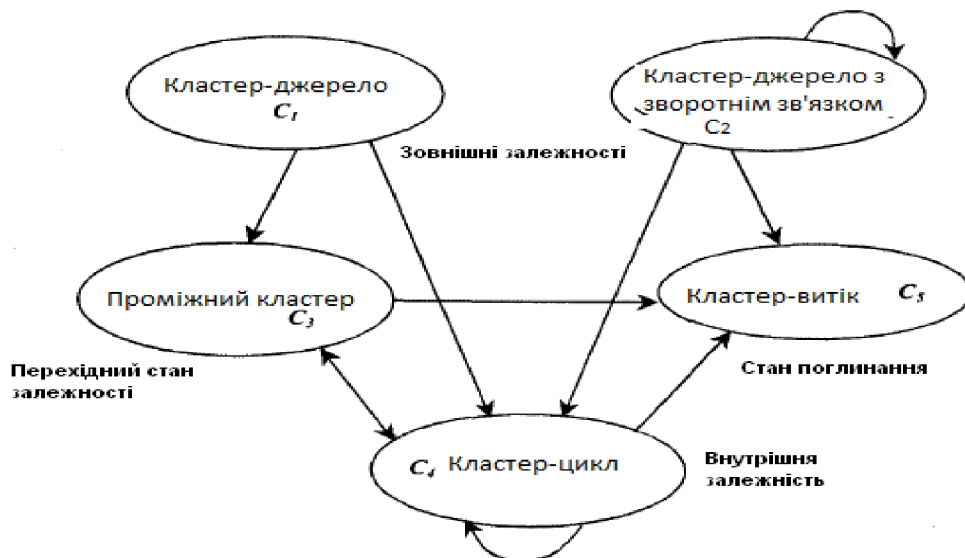 Кластер-джерело
C₁
Кластер-джерело з
зворотнім зв'язком
C2
Зовнішні залежності
Проміжний кластер
C₃
Кластер-витік C₅
Перехідний стан
залежності
Стан поглинання
C₄ Кластер-цикл
Внутрішня
залежність